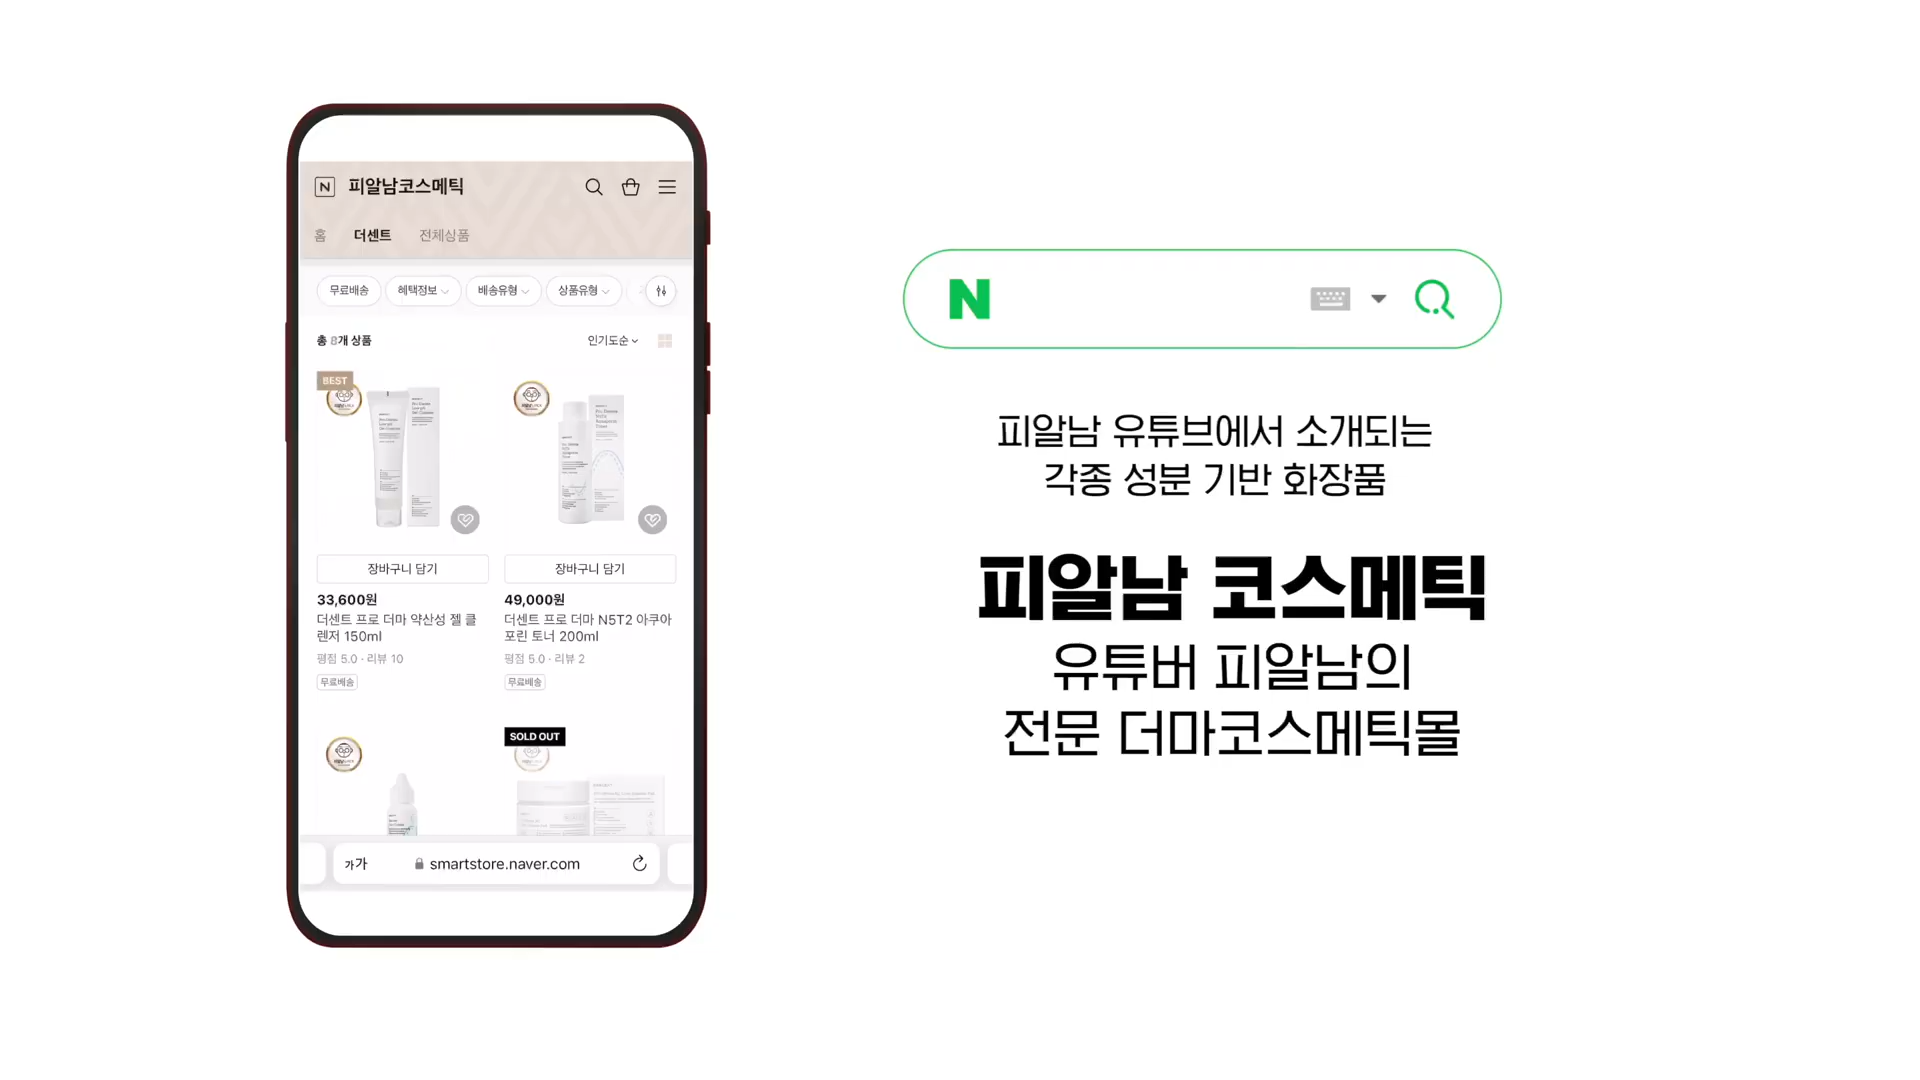 N 피알남코스메틱
홈 더센트 전체상품
무료배송 혜택정보 배송유형 상품유형
총 8개 상품 인기도순
BEST
장바구니 담기 장바구니 담기
33,600원 49,000원
더센트 프로 더마 약산성 젤 클
렌저 150ml
더센트 프로 더마 N5T2 아쿠아
포린 토너 200ml
평점 5.0 · 리뷰 10 평점 5.0 · 리뷰 2
무료배송 무료배송
SOLD OUT
가가 smartstore.naver.com
N
피알남 유튜브에서 소개되는
각종 성분 기반 화장품
피알남 코스메틱
유튜버 피알남의
전문 더마코스메틱몰